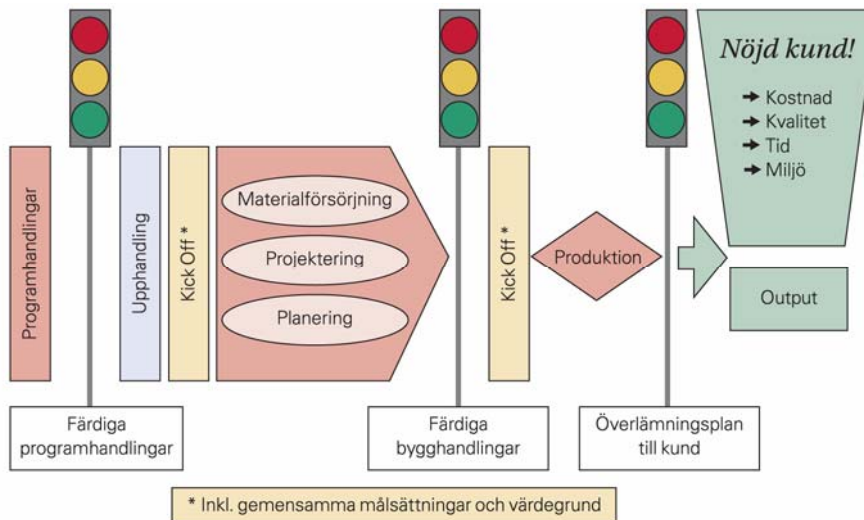 Nöjd kund!
➔ Kostnad
➔ Kvalitet
➔ Tid
➔ Miljö
Programhandlingar
Upphandling
Kick Off *
Materialförsörjning
Projektering
Planering
Kick Off *
Produktion
Output
Färdiga
programhandlingar
Färdiga
bygghandlingar
Överlämningsplan
till kund
* Inkl. gemensamma målsättningar och värdegrund